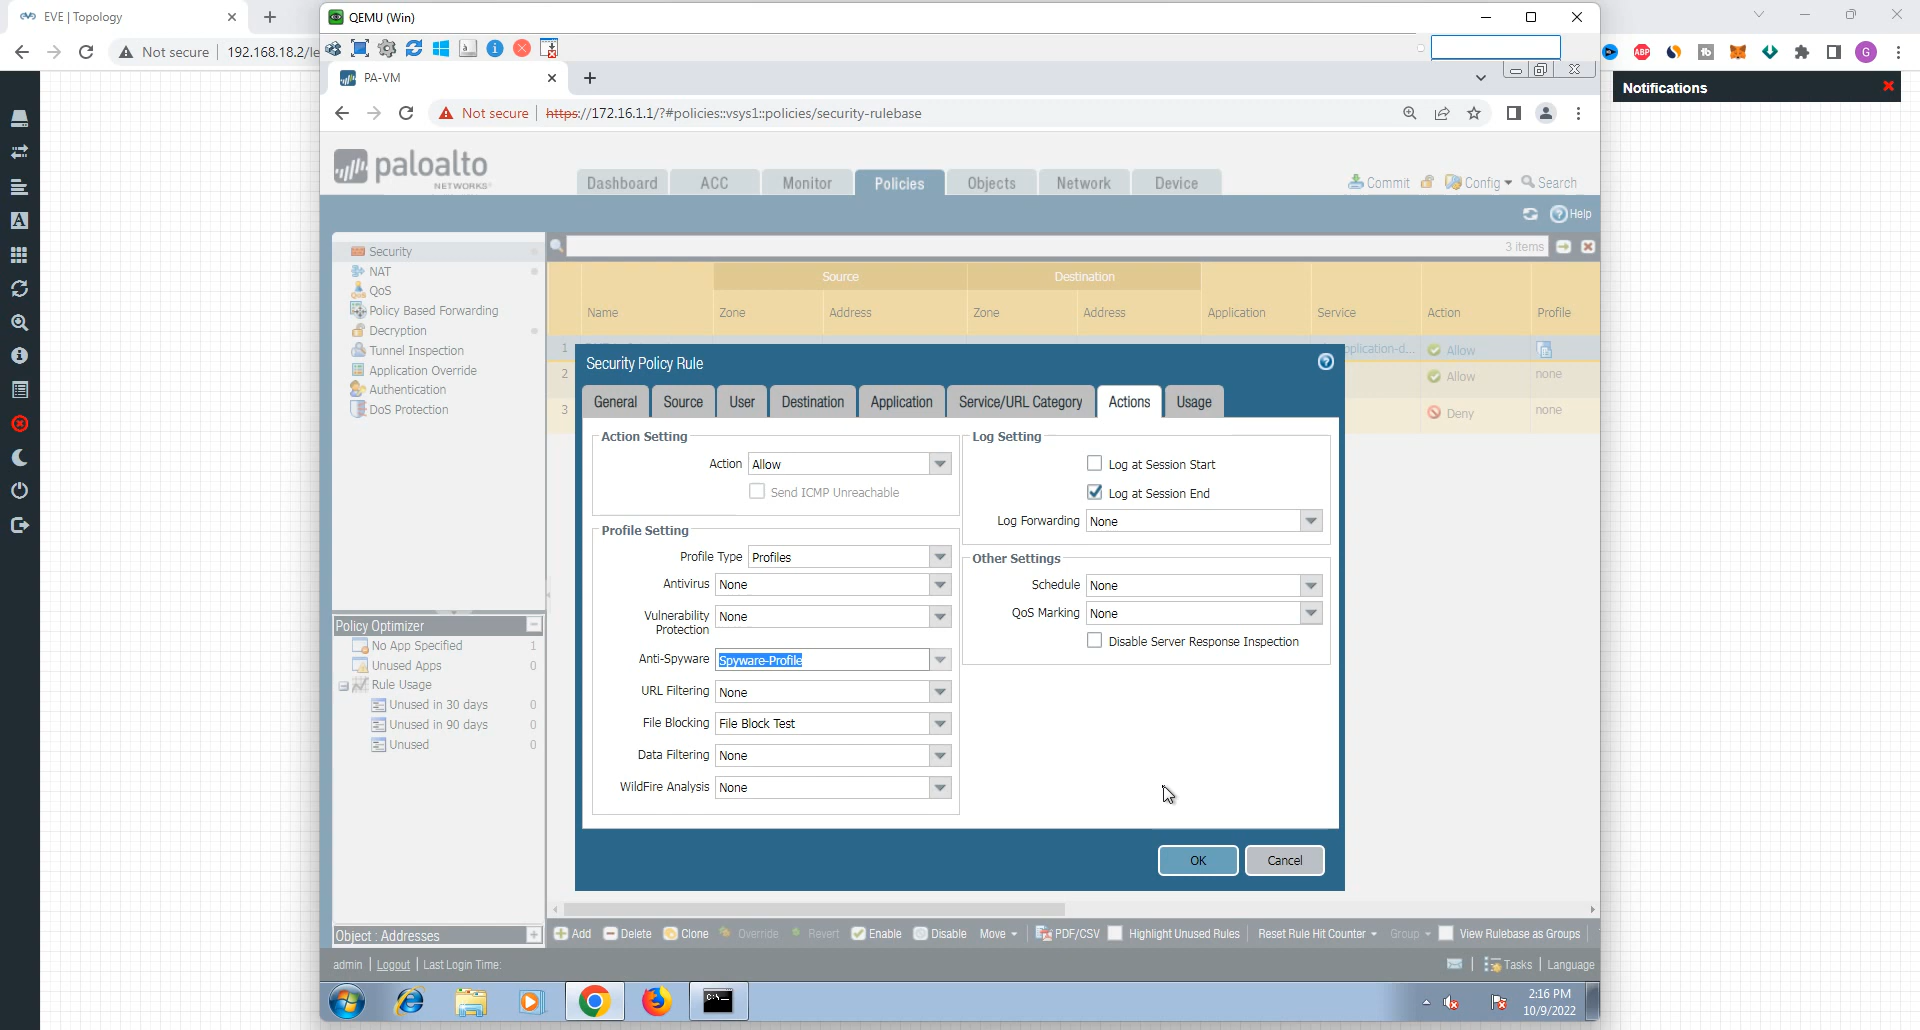 EVE | Topology
QEMU (Win)
Not secure
192.168.18.2/le
ABP
G
Notifications
PA-VM
Not secure
https://172.16.1.1/?#policies::vsys1::policies/security-rulebase
paloalto
NETWORKS
Dashboard
ACC
Monitor
Policies
Objects
Network
Device
Commit
Config
Search
Help
Security
NAT
QoS
Policy Based Forwarding
Decryption
Tunnel Inspection
Application Override
Authentication
DoS Protection
3 items
Source
Destination
Name
Zone
Address
Zone
Address
Application
Service
Action
Profile
1
Allow
2
Allow
none
3
Deny
none
Security Policy Rule
General
Source
User
Destination
Application
Service/URL Category
Actions
Usage
Action Setting
Action
Allow
Send ICMP Unreachable
Profile Setting
Profile Type
Profiles
Antivirus
None
Vulnerability
Protection
None
Anti-Spyware
Spyware-Profile
URL Filtering
None
File Blocking
File Block Test
Data Filtering
None
WildFire Analysis
None
Log Setting
Log at Session Start
Log at Session End
Log Forwarding
None
Other Settings
Schedule
None
QoS Marking
None
Disable Server Response Inspection
OK
Cancel
Policy Optimizer
No App Specified
1
Unused Apps
0
Rule Usage
Unused in 30 days
0
Unused in 90 days
0
Unused
0
Object : Addresses
Add
Delete
Clone
Override
Revert
Enable
Disable
Move
PDF/CSV
Highlight Unused Rules
Reset Rule Hit Counter
Group
View Rulebase as Groups
admin
Logout
Last Login Time:
Tasks
Language
2:16 PM
10/9/2022